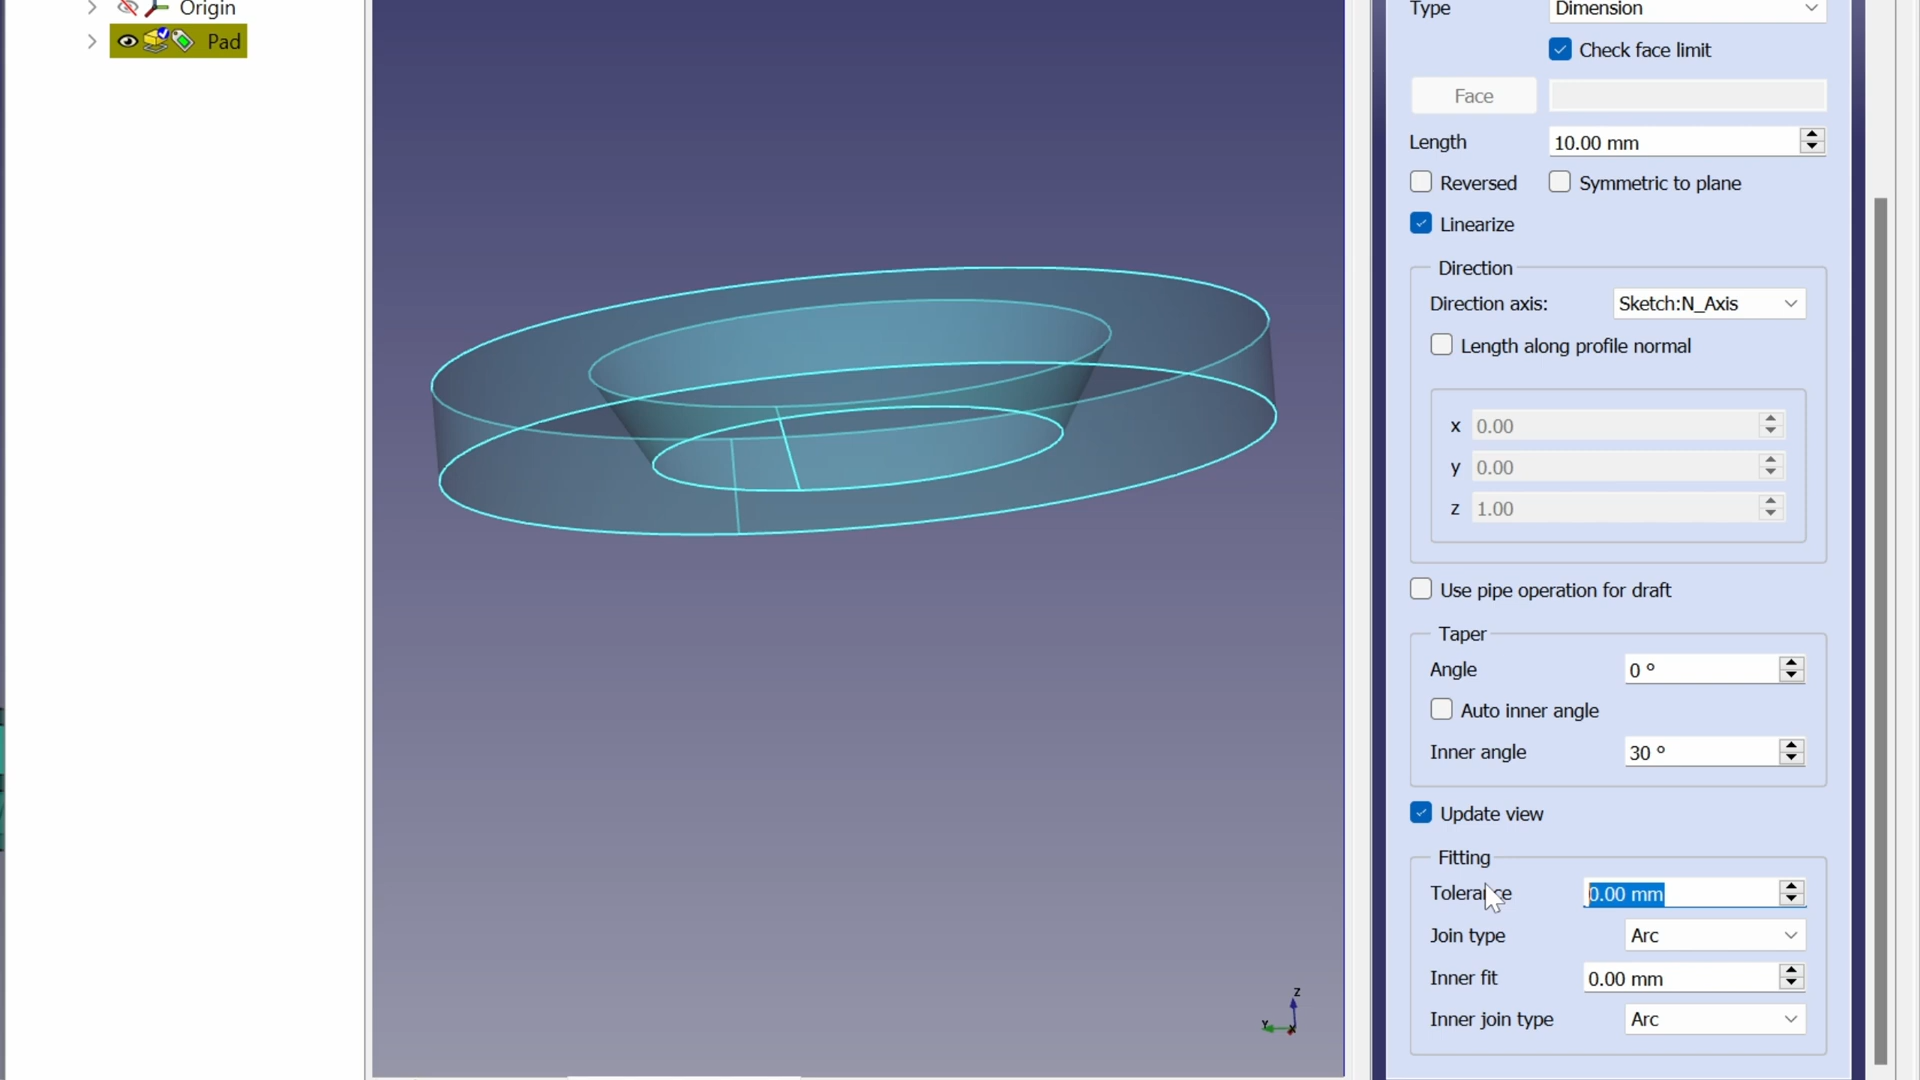 Origin
Pad
Type Dimension
Check face limit
Face
Length 10.00 mm
Reversed Symmetric to plane
Linearize
Direction
Direction axis: Sketch:N_Axis
Length along profile normal
x 0.00
y 0.00
z 1.00
Use pipe operation for draft
Taper
Angle 0 °
Auto inner angle
Inner angle 30 °
Update view
Fitting
Tolerance 0.00 mm
Join type Arc
Inner fit 0.00 mm
Inner join type Arc
Z
Y X